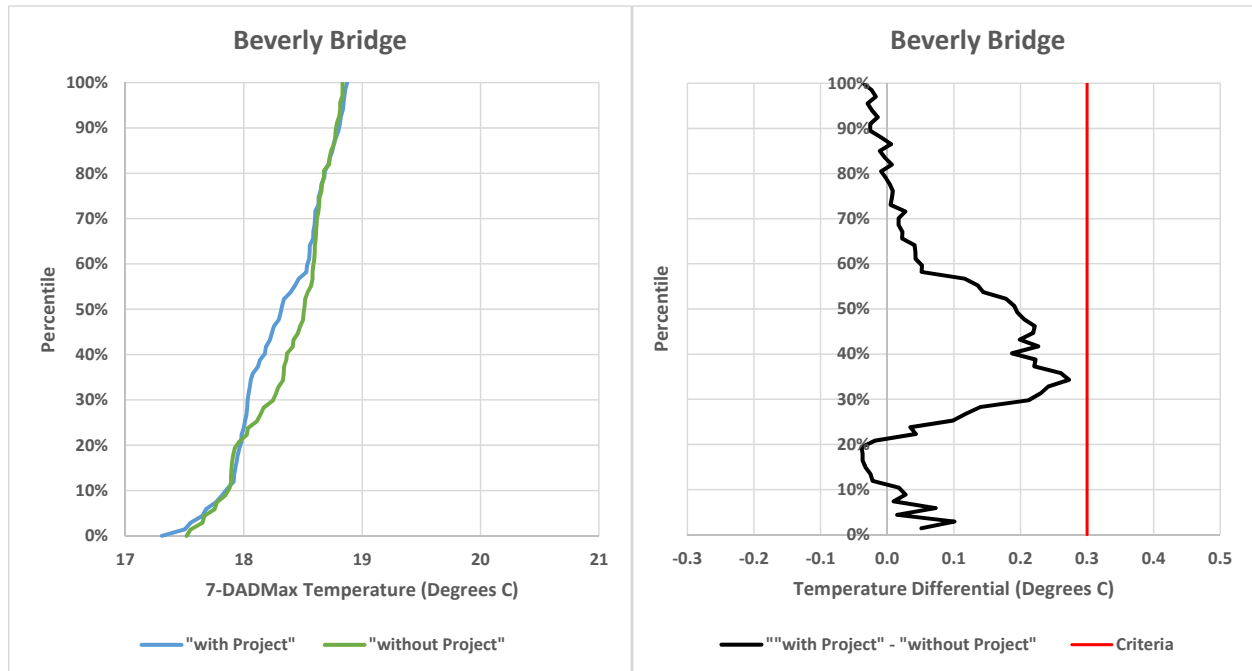 Beverly Bridge
100%
90%
80%
70%
60%
50%
40%
30%
20%
10%
0%
Percentile
17 18 19 20 21
7-DADMax Temperature (Degrees C)
"with Project" "without Project"
Beverly Bridge
100%
90%
80%
70%
60%
50%
40%
30%
20%
10%
0%
Percentile
-0.3 -0.2 -0.1 0.0 0.1 0.2 0.3 0.4 0.5
Temperature Differential (Degrees C)
""with Project" - "without Project" Criteria